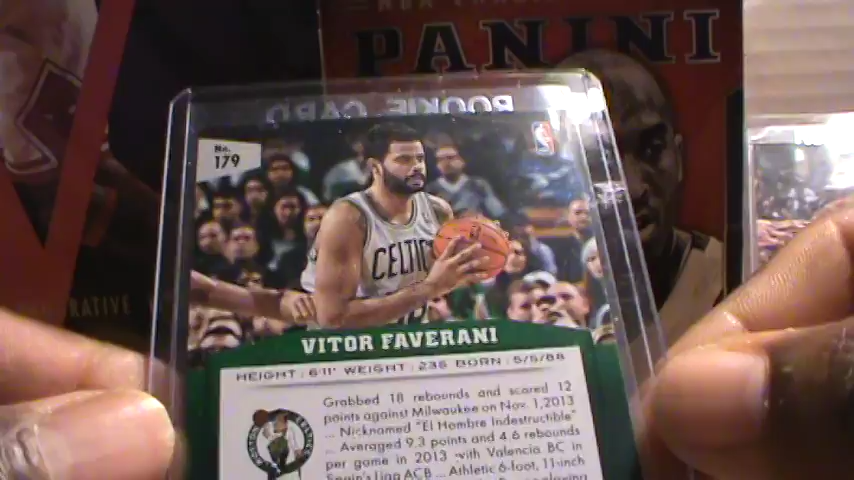 PANINI
ROOKIE CARD
No.
179
CELTIC
VITOR FAVERANI
HEIGHT: 6'11" WEIGHT: 236 BORN: 5/5/88
Grabbed 18 rebounds and scored 12
points against Milwaukee on Nov. 1, 2013
... Nicknamed "El Hombre Indestructible"
... Averaged 9.3 points and 4.6 rebounds
per game in 2013 with Valencia BC in
Spain's Liga ACB ... Athletic 6-foot, 11-inch